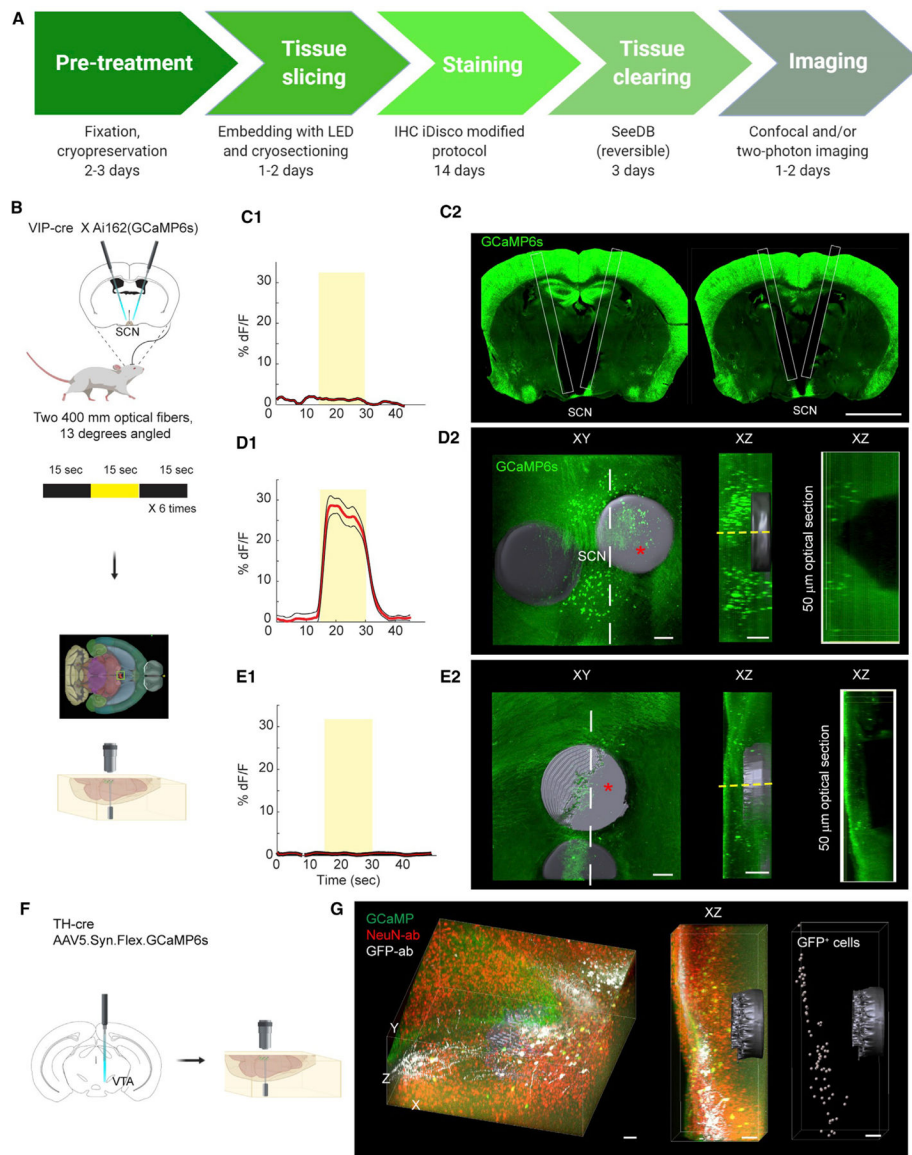 A
Pre-treatment
Tissue
slicing
Staining
Tissue
clearing
Imaging
Fixation,
cryopreservation
2-3 days
Embedding with LED
and cryosectioning
1-2 days
IHC iDisco modified
protocol
14 days
SeeDB
(reversible)
3 days
Confocal and/or
two-photon imaging
1-2 days
B
VIP-cre X Ai162(GCaMP6s)
SCN
Two 400 mm optical fibers,
13 degrees angled
15 sec 15 sec 15 sec
X 6 times
C1
% dF/F
30
20
10
0
0 10 20 30 40
C2
GCaMP6s
SCN
SCN
D1
% dF/F
30
20
10
0
0 10 20 30 40
D2
XY
XZ
XZ
GCaMP6s
SCN
*
50 µm optical section
E1
% dF/F
30
20
10
0
0 10 20 30 40
Time (sec)
E2
XY
XZ
XZ
*
50 µm optical section
F
TH-cre
AAV5.Syn.Flex.GCaMP6s
VTA
G
GCaMP
NeuN-ab
GFP-ab
Y
Z
X
XZ
GFP⁺ cells